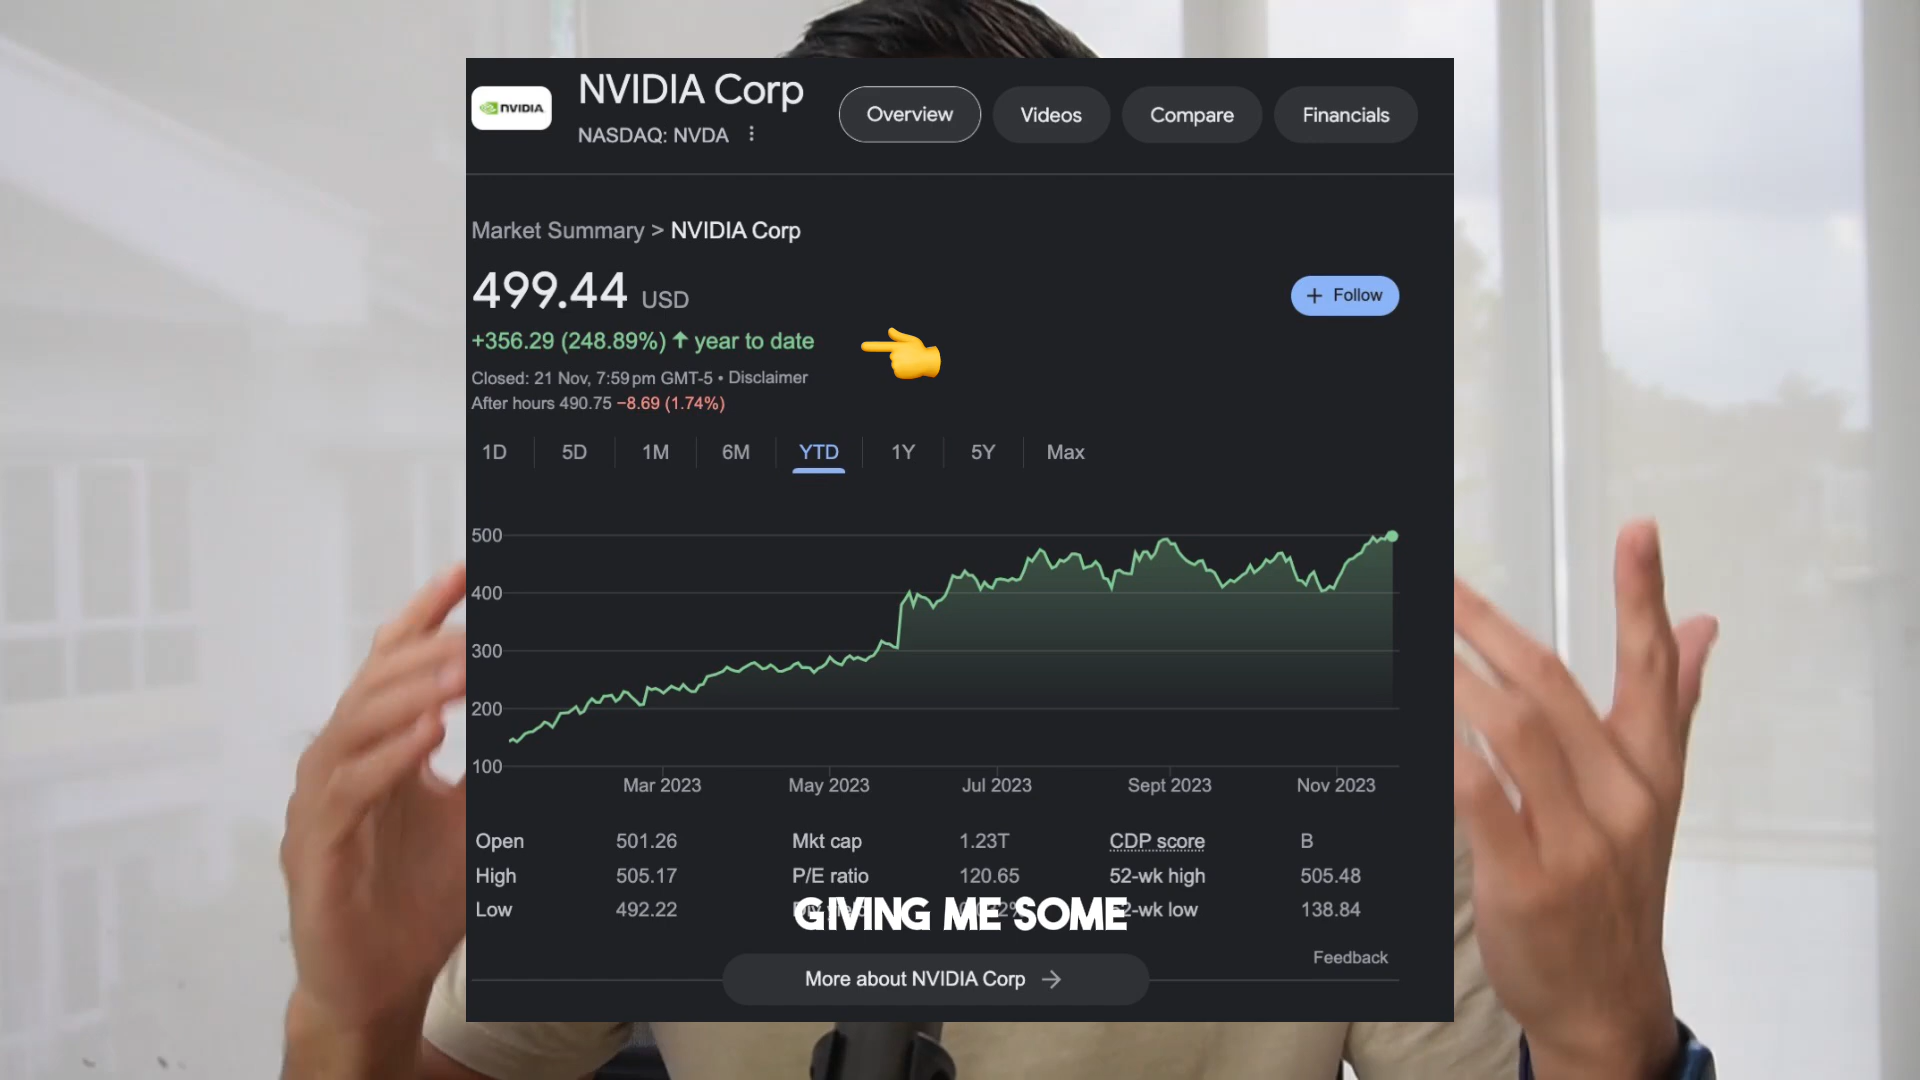 NVIDIA
NVIDIA Corp
NASDAQ: NVDA
Overview
Videos
Compare
Financials
Market Summary > NVIDIA Corp
499.44 USD
+ Follow
+356.29 (248.89%) ↑ year to date
Closed: 21 Nov, 7:59 pm GMT-5 • Disclaimer
After hours 490.75 −8.69 (1.74%)
1D 5D 1M 6M YTD 1Y 5Y Max
500
400
300
200
100
Mar 2023 May 2023 Jul 2023 Sept 2023 Nov 2023
Open 501.26 Mkt cap 1.23T CDP score B
High 505.17 P/E ratio 120.65 52-wk high 505.48
Low 492.22 52-wk low 138.84
GIVING ME SOME
Feedback
More about NVIDIA Corp →